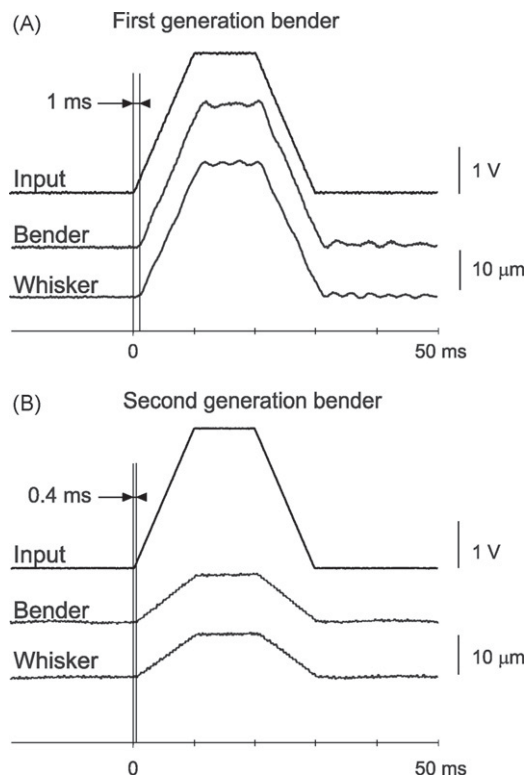 (A) First generation bender
1 ms
Input
1 V
Bender
10 μm
Whisker
0 50 ms
(B) Second generation bender
0.4 ms
Input
1 V
Bender
Whisker
10 μm
0 50 ms